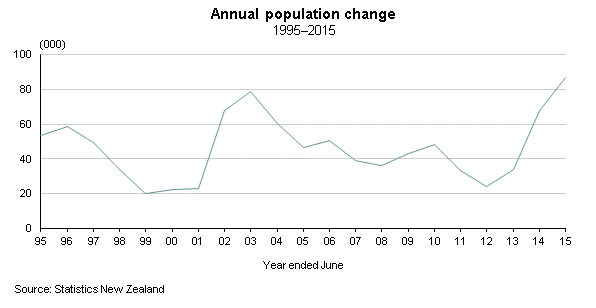 Annual population change
1995–2015
(000)
100
80
60
40
20
0
95 96 97 98 99 00 01 02 03 04 05 06 07 08 09 10 11 12 13 14 15
Year ended June
Source: Statistics New Zealand